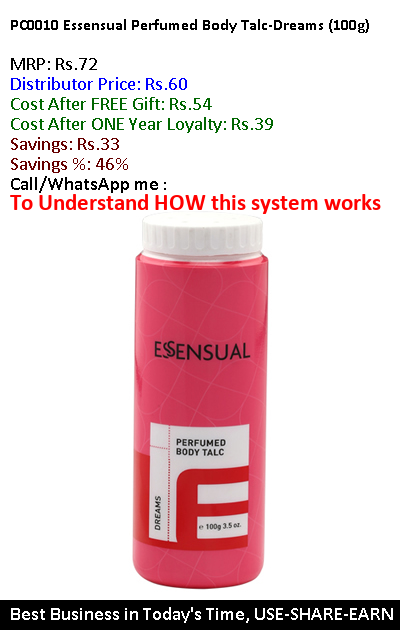 PC0010 Essensual Perfumed Body Talc-Dreams (100g)
MRP: Rs.72
Distributor Price: Rs.60
Cost After FREE Gift: Rs.54
Cost After ONE Year Loyalty: Rs.39
Savings: Rs.33
Savings %: 46%
Call/WhatsApp me :
To Understand HOW this system works
ESSENSUAL
PERFUMED
BODY TALC
DREAMS
e 100g 3.5 oz.
Best Business in Today's Time, USE-SHARE-EARN